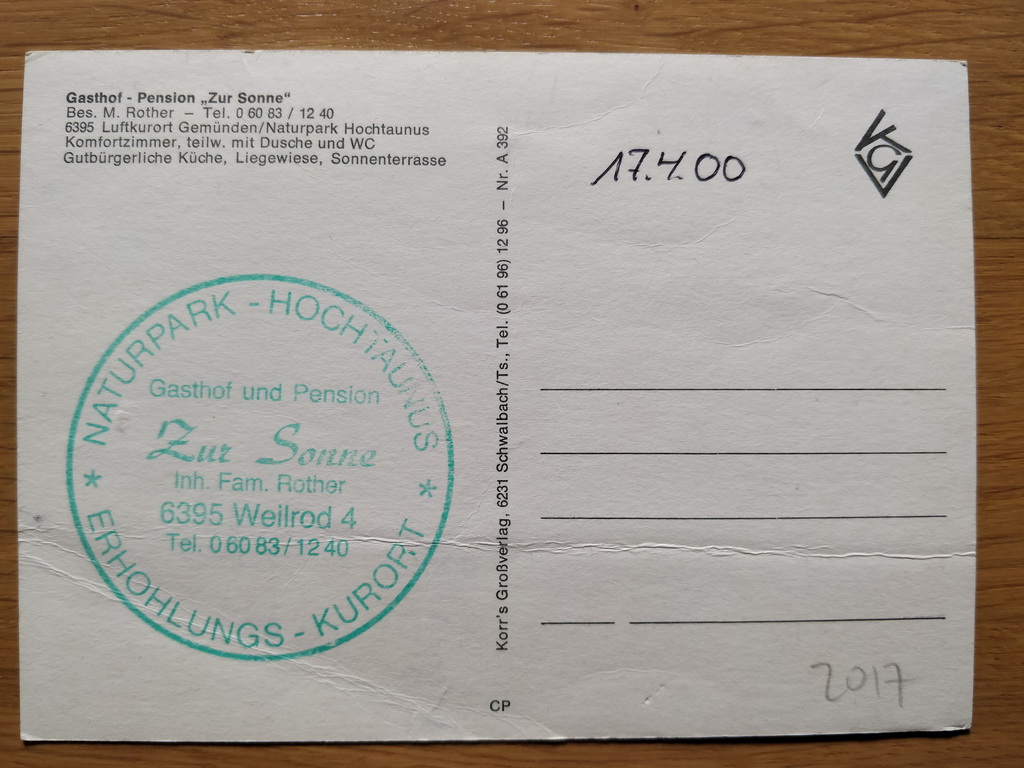 Gasthof - Pension „Zur Sonne“
Bes. M. Rother – Tel. 0 60 83 / 12 40
6395 Luftkurort Gemünden/Naturpark Hochtaunus
Komfortzimmer, teilw. mit Dusche und WC
Gutbürgerliche Küche, Liegewiese, Sonnenterrasse
NATURPARK - HOCHTAUNUS
Gasthof und Pension
Zur Sonne
Inh. Fam. Rother
6395 Weilrod 4
Tel. 0 60 83 / 12 40
* ERHOHLUNGS - KURORT *
Korr's Großverlag, 6231 Schwalbach/Ts., Tel. (0 61 96) 12 96 – Nr. A 392
CP
17.4.00
KG
2017